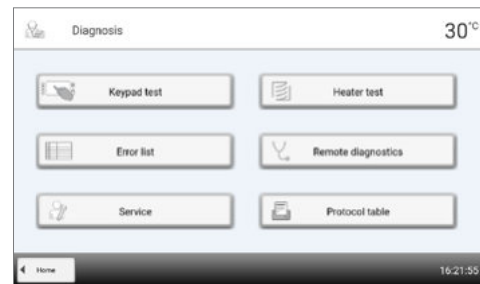 Diagnosis
30°C
Keypad test
Heater test
Error list
Remote diagnostics
Service
Protocol table
Home
16:21:55